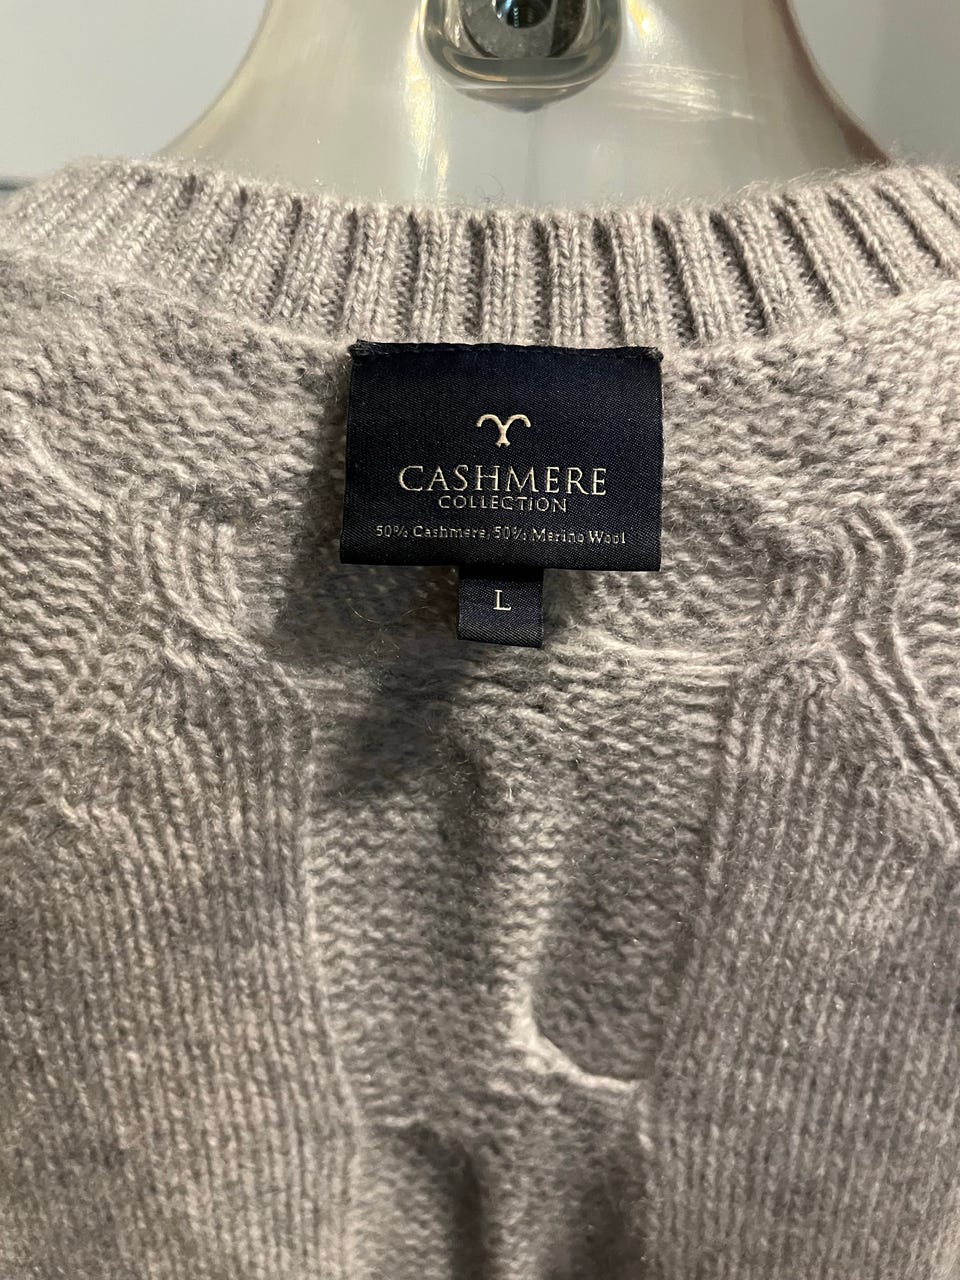 CASHMERE
COLLECTION
50% Cashmere, 50% Merino Wool
L